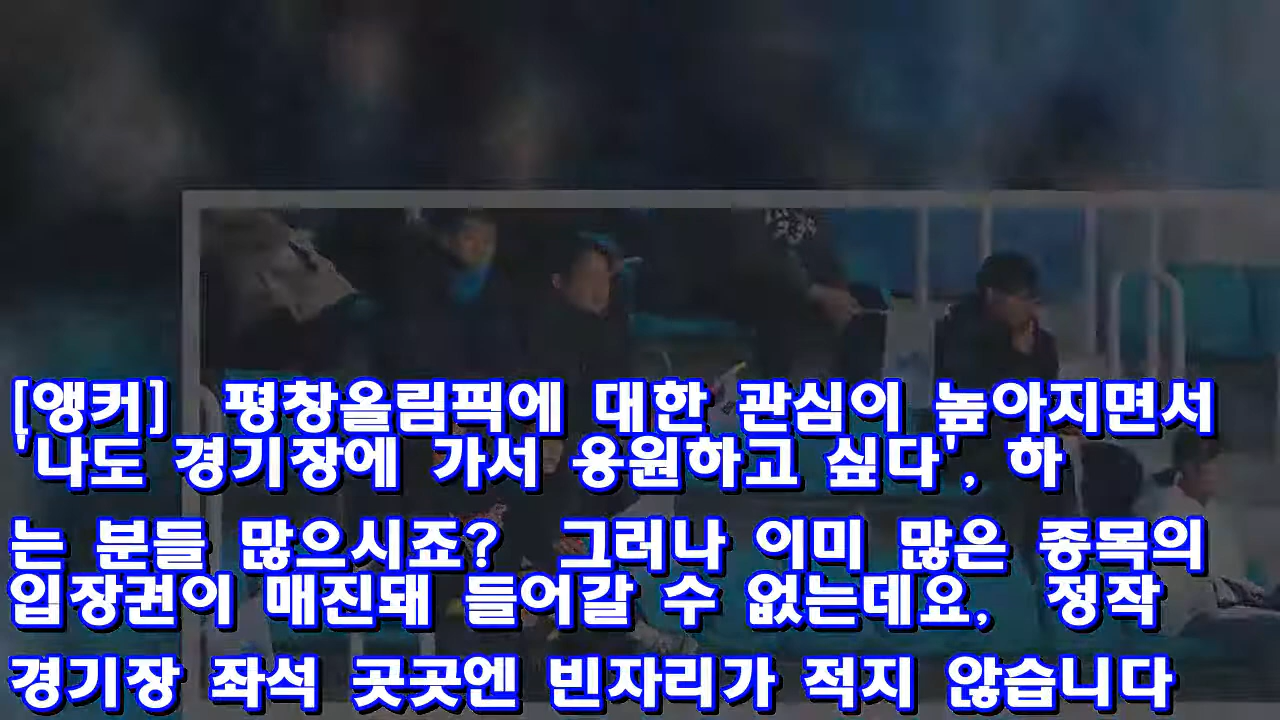 [앵커]  평창올림픽에 대한 관심이 높아지면서
'나도 경기장에 가서 응원하고 싶다', 하
는 분들 많으시죠?  그러나 이미 많은 종목의
입장권이 매진돼 들어갈 수 없는데요,  정작
경기장 좌석 곳곳엔 빈자리가 적지 않습니다